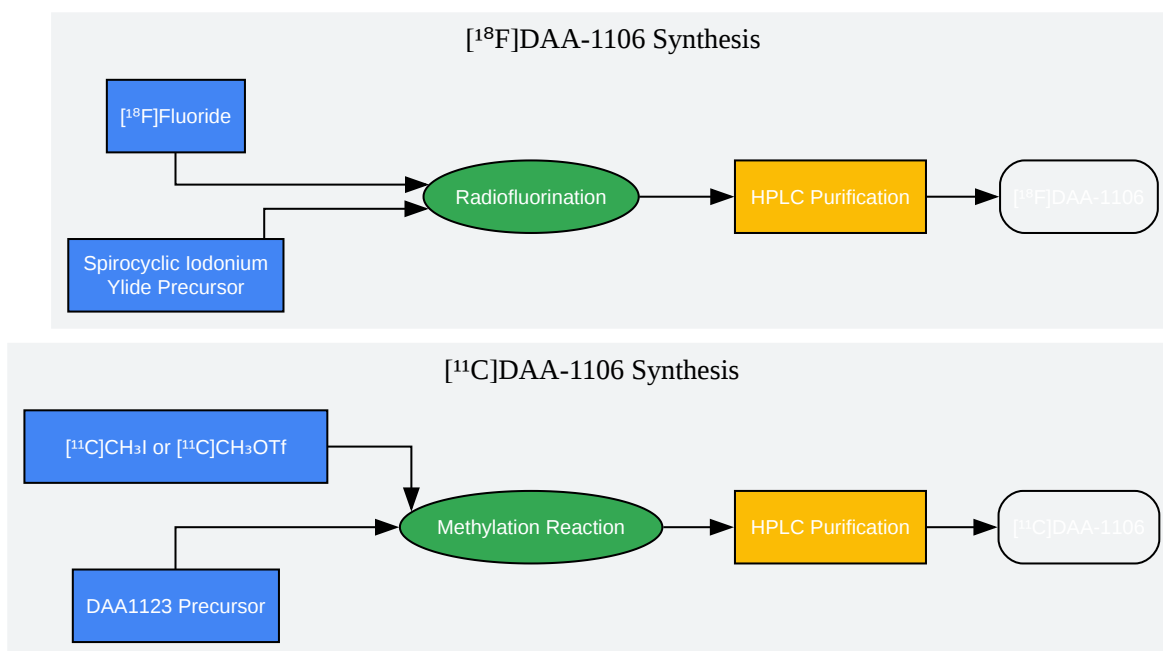 [¹⁸F]DAA-1106 Synthesis
[¹⁸F]Fluoride
Radiofluorination
HPLC Purification
[¹⁸F]DAA-1106
Spirocyclic Iodonium
Ylide Precursor
[¹¹C]DAA-1106 Synthesis
[¹¹C]CH₃I or [¹¹C]CH₃OTf
Methylation Reaction
HPLC Purification
[¹¹C]DAA-1106
DAA1123 Precursor